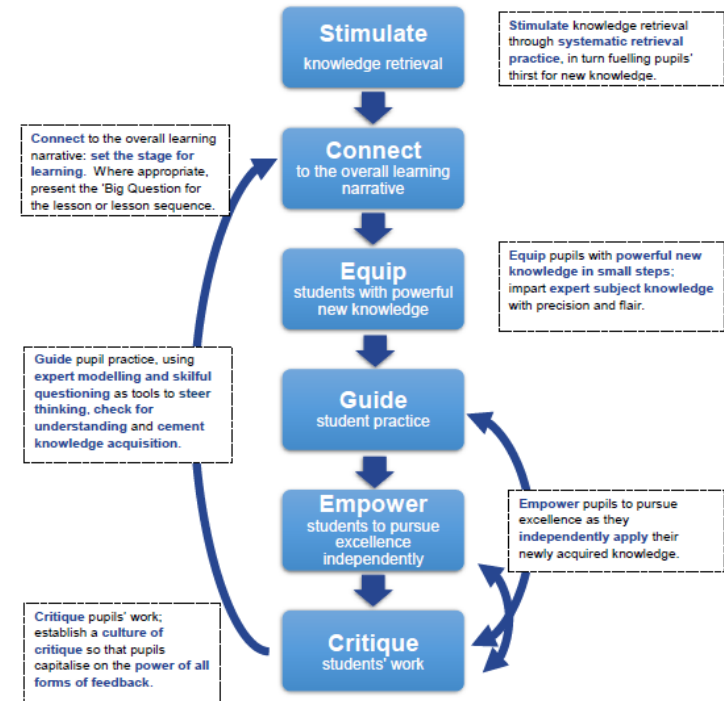 Stimulate
knowledge retrieval
Stimulate knowledge retrieval
through systematic retrieval
practice, in turn fuelling pupils'
thirst for new knowledge.
Connect to the overall learning
narrative: set the stage for
learning. Where appropriate,
present the 'Big Question for
the lesson or lesson sequence.
Connect
to the overall learning
narrative
Equip
students with powerful
new knowledge
Equip pupils with powerful new
knowledge in small steps;
impart expert subject knowledge
with precision and flair.
Guide pupil practice, using
expert modelling and skilful
questioning as tools to steer
thinking, check for
understanding and cement
knowledge acquisition.
Guide
student practice
Empower
students to pursue
excellence
independently
Empower pupils to pursue
excellence as they
independently apply their
newly acquired knowledge.
Critique pupils' work;
establish a culture of
critique so that pupils
capitalise on the power of all
forms of feedback.
Critique
students' work